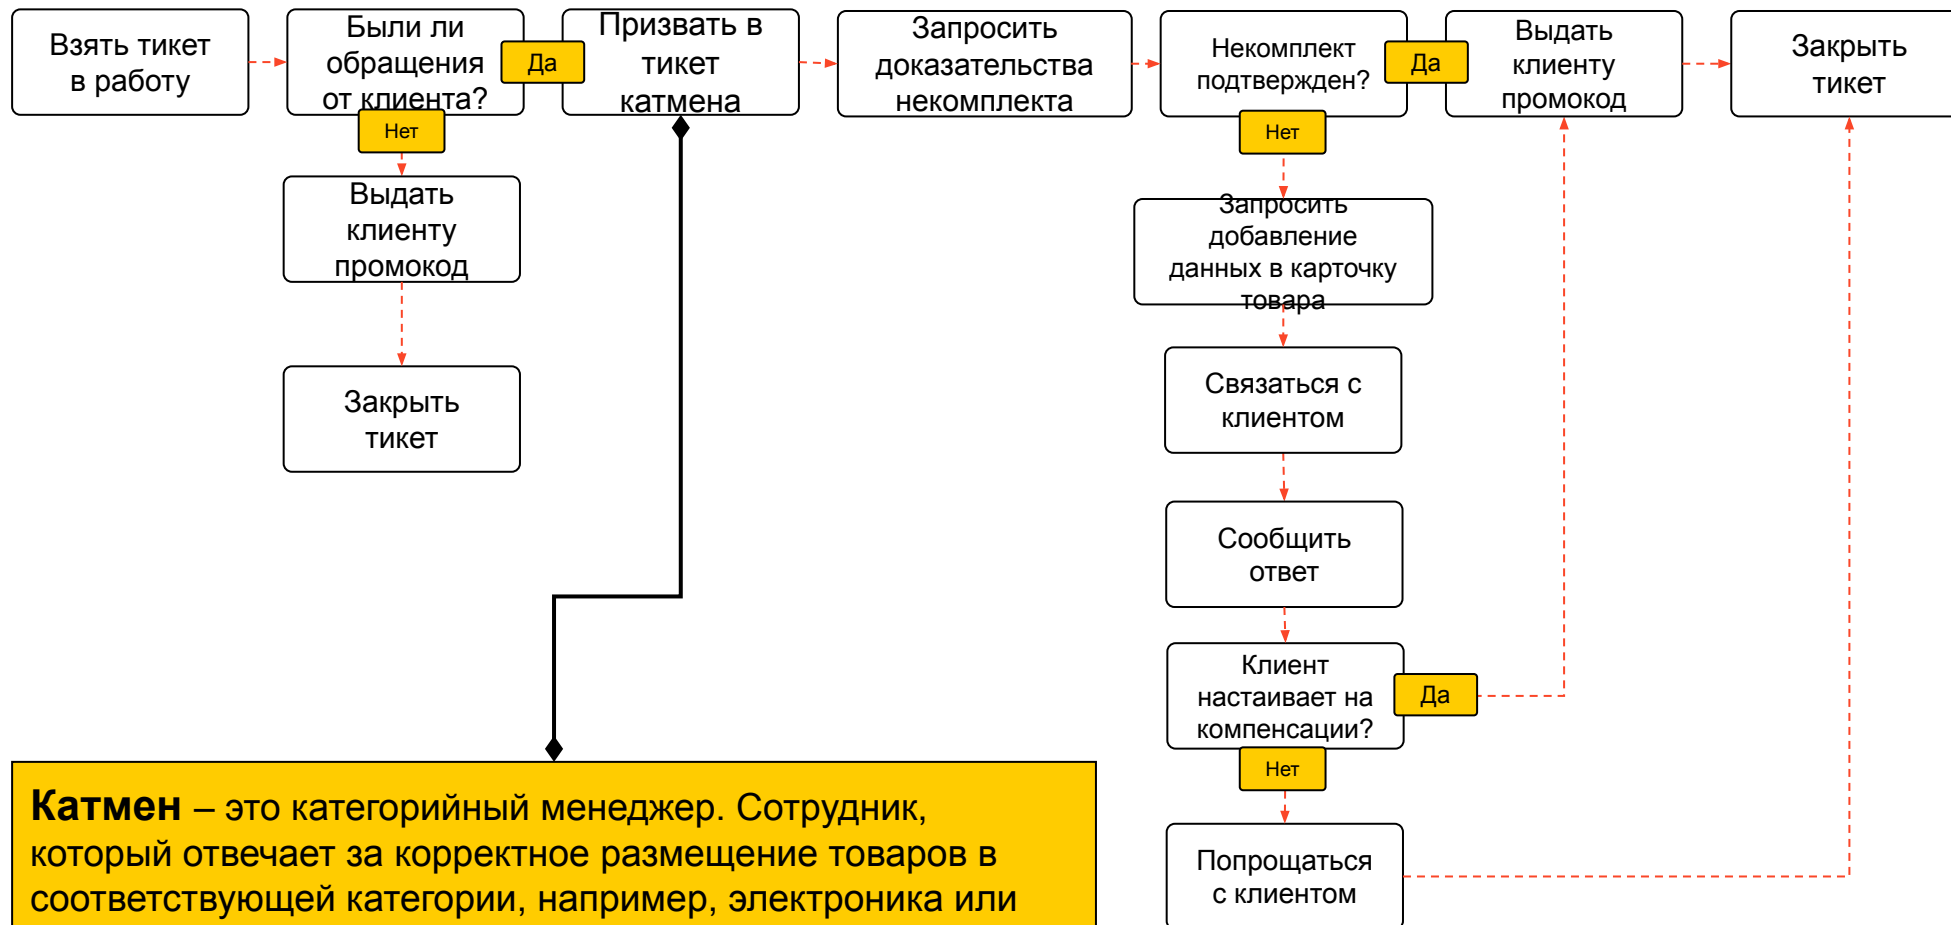 Взять тикет
в работу
Были ли
обращения
от клиента?
Да
Призвать в
тикет
катмена
Запросить
доказательства
некомплекта
Некомплект
подтвержден?
Да
Выдать
клиенту
промокод
Закрыть
тикет
Нет
Выдать
клиенту
промокод
Закрыть
тикет
Нет
Запросить
добавление
данных в карточку
товара
Связаться с
клиентом
Сообщить
ответ
Клиент
настаивает на
компенсации?
Да
Нет
Попрощаться
с клиентом
Катмен – это категорийный менеджер. Сотрудник,
который отвечает за корректное размещение товаров в
соответствующей категории, например, электроника или